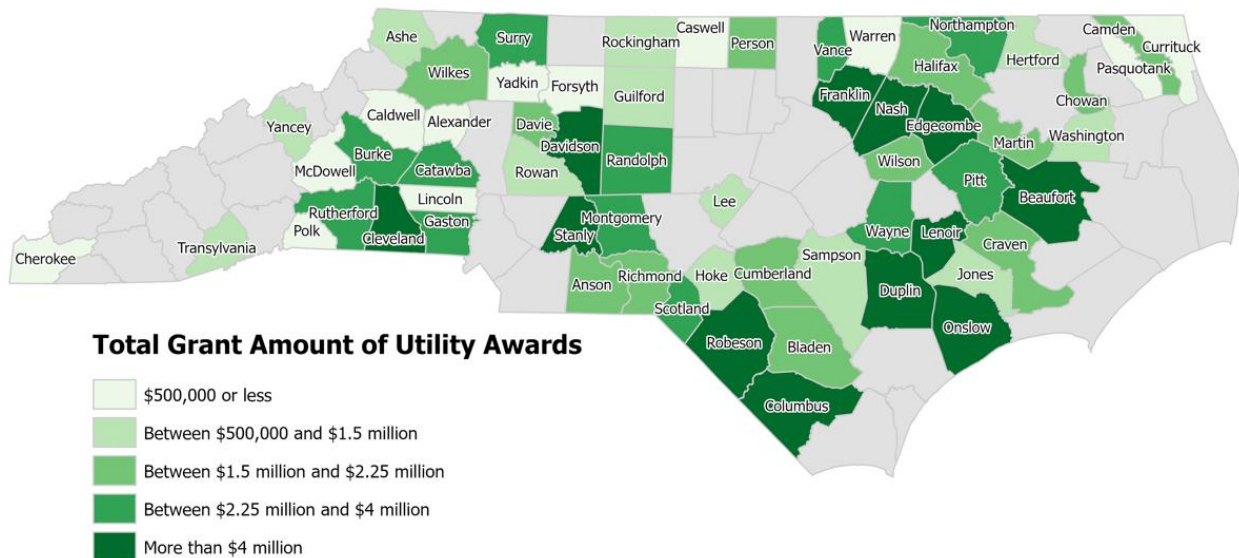 Ashe
Surry
Rockingham
Caswell
Person
Vance
Warren
Northampton
Hertford
Camden
Currituck
Wilkes
Yadkin
Forsyth
Guilford
Halifax
Pasquotank
Chowan
Yancey
Caldwell
Alexander
Davie
Davidson
Randolph
Franklin
Nash
Edgecombe
Martin
Washington
McDowell
Burke
Catawba
Rowan
Wilson
Pitt
Beaufort
Lee
Rutherford
Lincoln
Polk
Cleveland
Gaston
Stanly
Montgomery
Wayne
Lenoir
Craven
Cherokee
Transylvania
Anson
Richmond
Hoke
Cumberland
Sampson
Jones
Scotland
Duplin
Onslow
Robeson
Bladen
Columbus
Total Grant Amount of Utility Awards
$500,000 or less
Between $500,000 and $1.5 million
Between $1.5 million and $2.25 million
Between $2.25 million and $4 million
More than $4 million